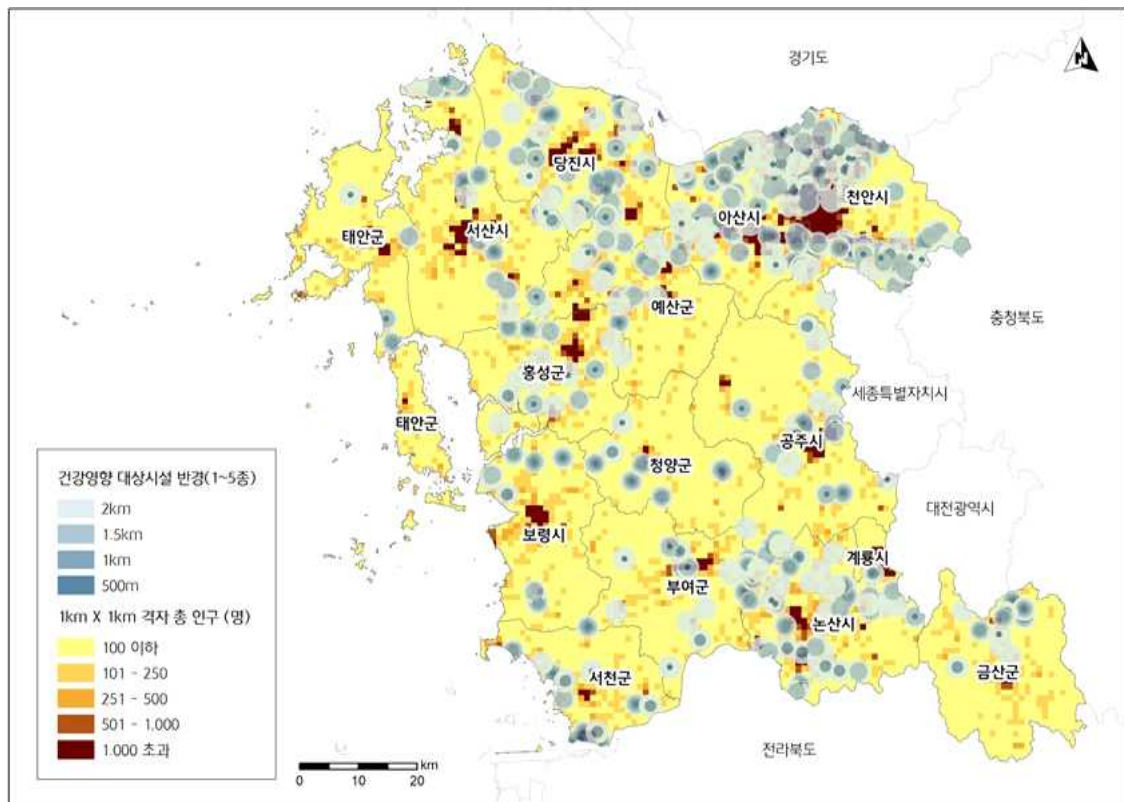 경기도
당진시
천안시
아산시
서산시
태안군
예산군
충청북도
홍성군
세종특별자치시
태안군
공주시
청양군
대전광역시
보령시
계룡시
부여군
논산시
서천군
금산군
전라북도
건강영향 대상시설 반경(1~5종)
2km
1.5km
1km
500m
1km X 1km 격자 총 인구 (명)
100 이하
101 - 250
251 - 500
501 - 1.000
1.000 초과
km
0 10 20
N